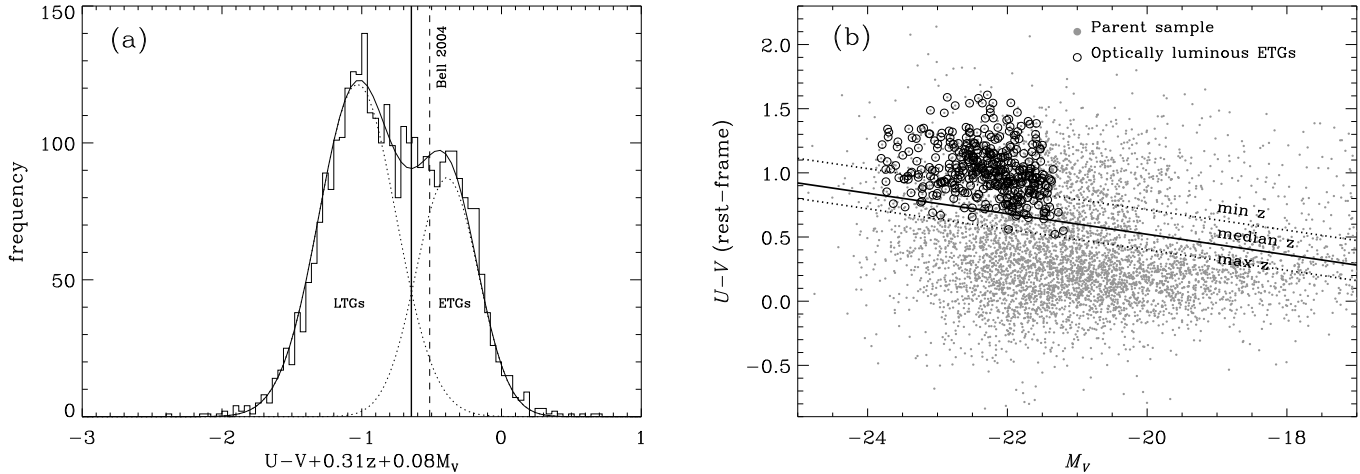 (a)
Bell 2004
LTGs
ETGs
150
100
50
0
frequency
−3
−2
−1
0
1
U−V+0.31z+0.08M_V
(b)
Parent sample
Optically luminous ETGs
min z
median z
max z
2.0
1.5
1.0
0.5
0.0
−0.5
U−V (rest−frame)
−24
−22
−20
−18
M_V